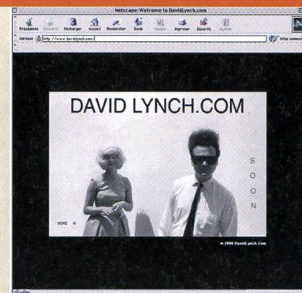 Netscape: Welcome to DavidLynch.com
Précédente
Recharger
Accueil
Rechercher
Guide
Imprimer
Sécurité
Adresse : http://www.davidlynch.com/
DAVID LYNCH.COM
S
O
O
N
MORE
© 2000 DavidLynch.Com